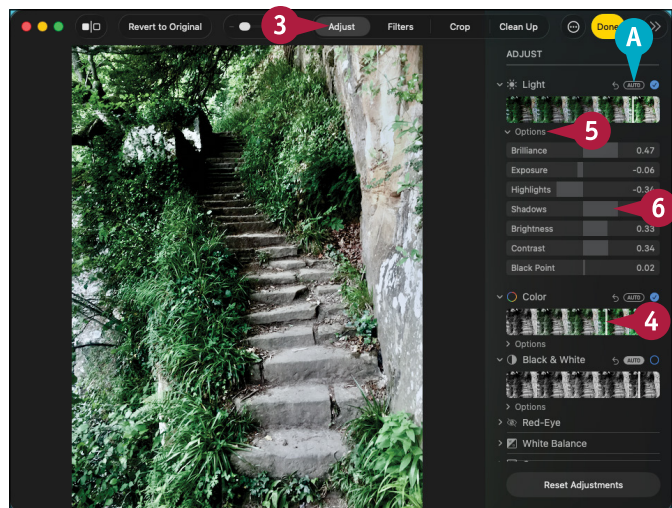 Revert to Original
3
Adjust
Filters
Crop
Clean Up
Done
A
ADJUST
Light AUTO
Options
5
Brilliance 0.47
Exposure -0.06
Highlights
Shadows
6
Brightness 0.33
Contrast 0.34
Black Point 0.02
Color AUTO
4
Options
Black & White AUTO
Options
Red-Eye
White Balance
Reset Adjustments